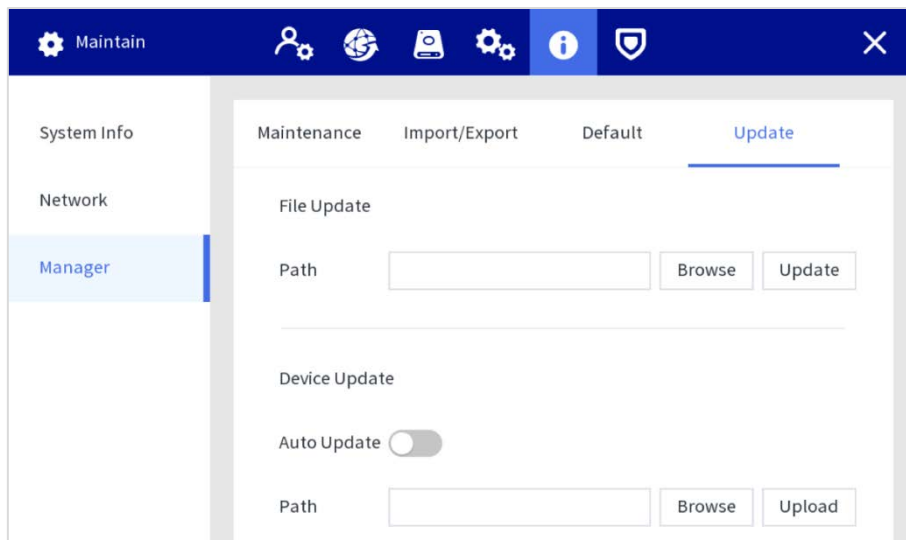 Maintain
System Info
Network
Manager
Maintenance Import/Export Default Update
File Update
Path Browse Update
Device Update
Auto Update
Path Browse Upload